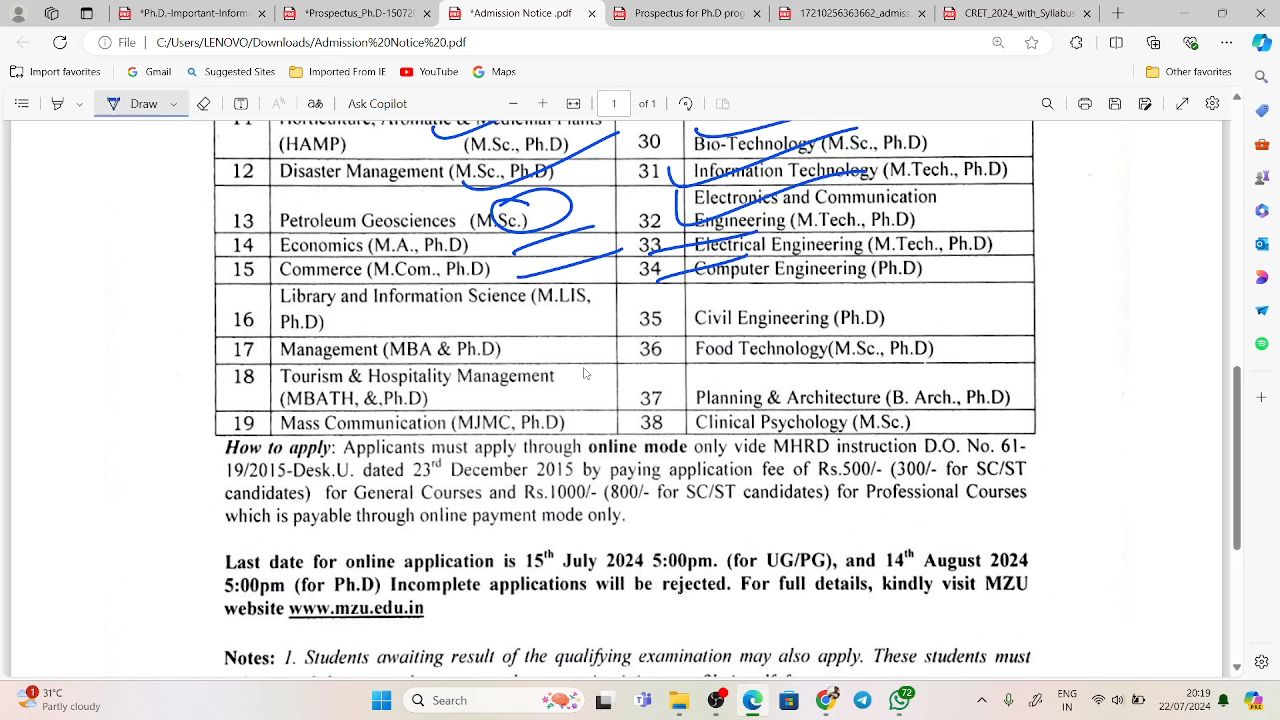 *Ph.D.-Important-Inform
*Prospectus_PhD-15072
*Admission Notice.pdf
Prospectus for PhD prog
17320256363662_admiss
CRET_2024_with_Syllabus
File
C:/Users/LENOVO/Downloads/Admission%20Notice%20.pdf
Import favorites
Gmail
Suggested Sites
Imported From IE
YouTube
Maps
Other favorites
Draw
Ask Copilot
1 of 1
11 Horticulture, Aromatic & Medicinal Plants
(HAMP) (M.Sc., Ph.D) 30 Bio-Technology (M.Sc., Ph.D)
12 Disaster Management (M.Sc., Ph.D) 31 Information Technology (M.Tech., Ph.D)
Electronics and Communication
13 Petroleum Geosciences (M.Sc.) 32 Engineering (M.Tech., Ph.D)
14 Economics (M.A., Ph.D) 33 Electrical Engineering (M.Tech., Ph.D)
15 Commerce (M.Com., Ph.D) 34 Computer Engineering (Ph.D)
Library and Information Science (M.LIS,
16 Ph.D) 35 Civil Engineering (Ph.D)
17 Management (MBA & Ph.D) 36 Food Technology(M.Sc., Ph.D)
18 Tourism & Hospitality Management
(MBATH, &,Ph.D) 37 Planning & Architecture (B. Arch., Ph.D)
19 Mass Communication (MJMC, Ph.D) 38 Clinical Psychology (M.Sc.)
How to apply: Applicants must apply through online mode only vide MHRD instruction D.O. No. 61-
19/2015-Desk.U. dated 23rd December 2015 by paying application fee of Rs.500/- (300/- for SC/ST
candidates) for General Courses and Rs.1000/- (800/- for SC/ST candidates) for Professional Courses
which is payable through online payment mode only.
Last date for online application is 15th July 2024 5:00pm. (for UG/PG), and 14th August 2024
5:00pm (for Ph.D) Incomplete applications will be rejected. For full details, kindly visit MZU
website www.mzu.edu.in
Notes: 1. Students awaiting result of the qualifying examination may also apply. These students must
1
31°C
Partly cloudy
Search
72
EN
IN
20:19
22/07/2024